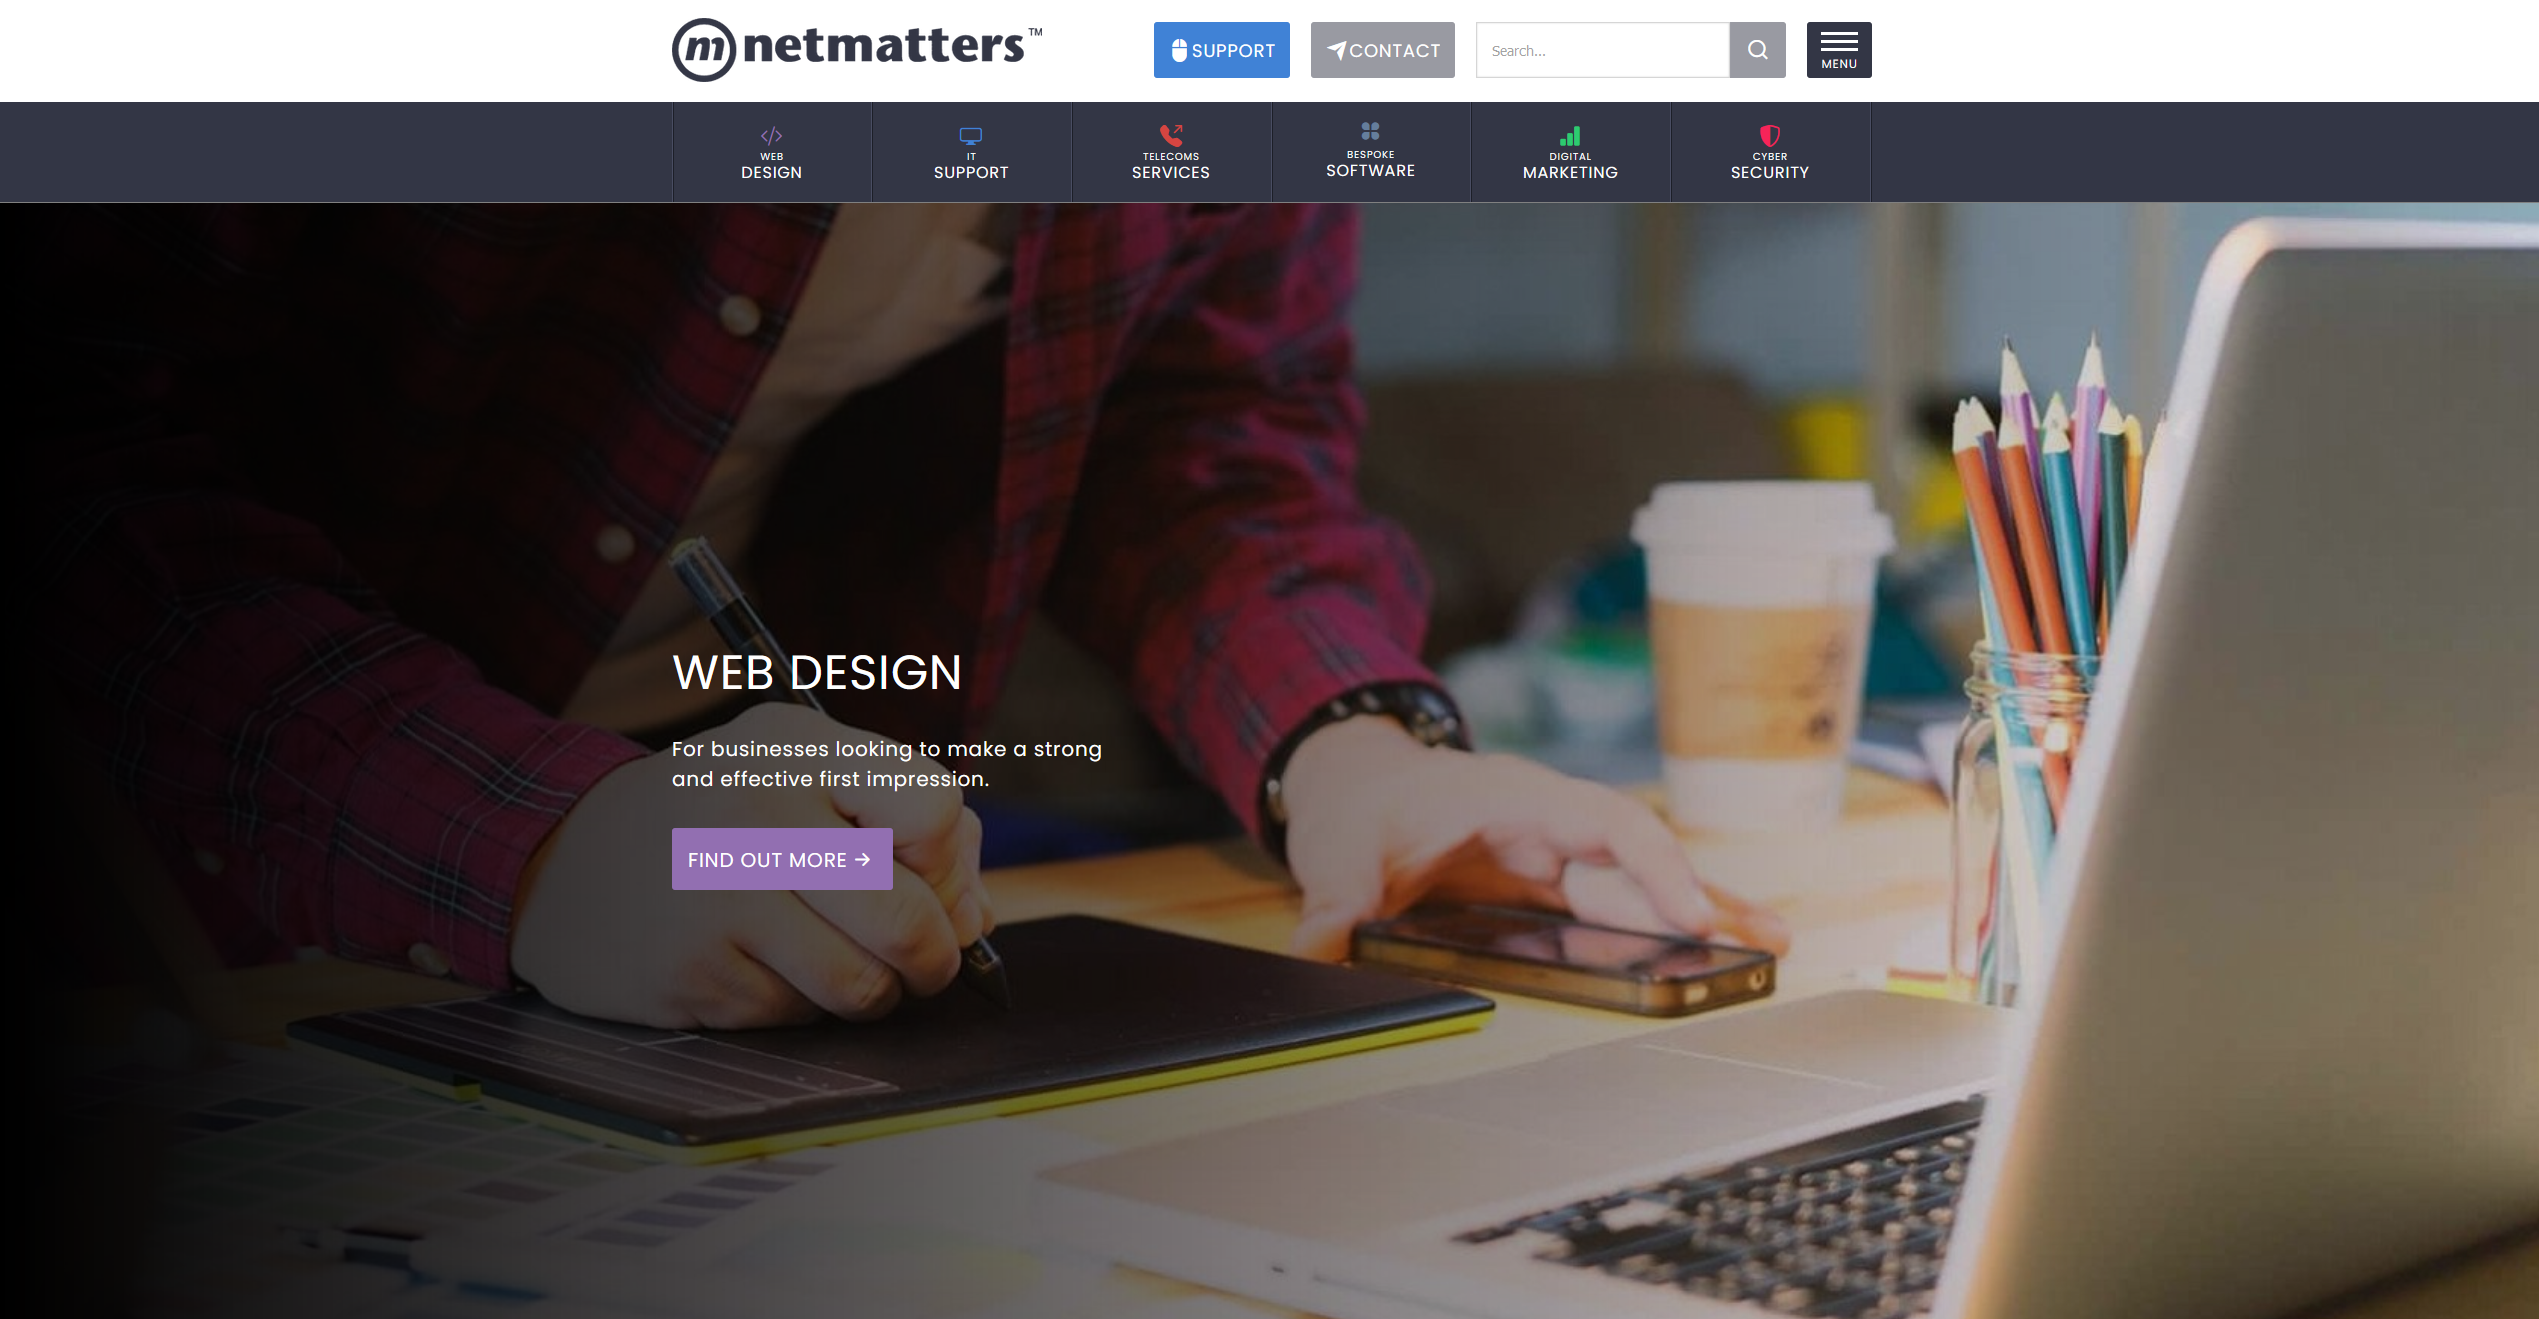 m netmatters™
SUPPORT
CONTACT
Search...
MENU
WEB
DESIGN
IT
SUPPORT
TELECOMS
SERVICES
BESPOKE
SOFTWARE
DIGITAL
MARKETING
CYBER
SECURITY
WEB DESIGN
For businesses looking to make a strong
and effective first impression.
FIND OUT MORE →